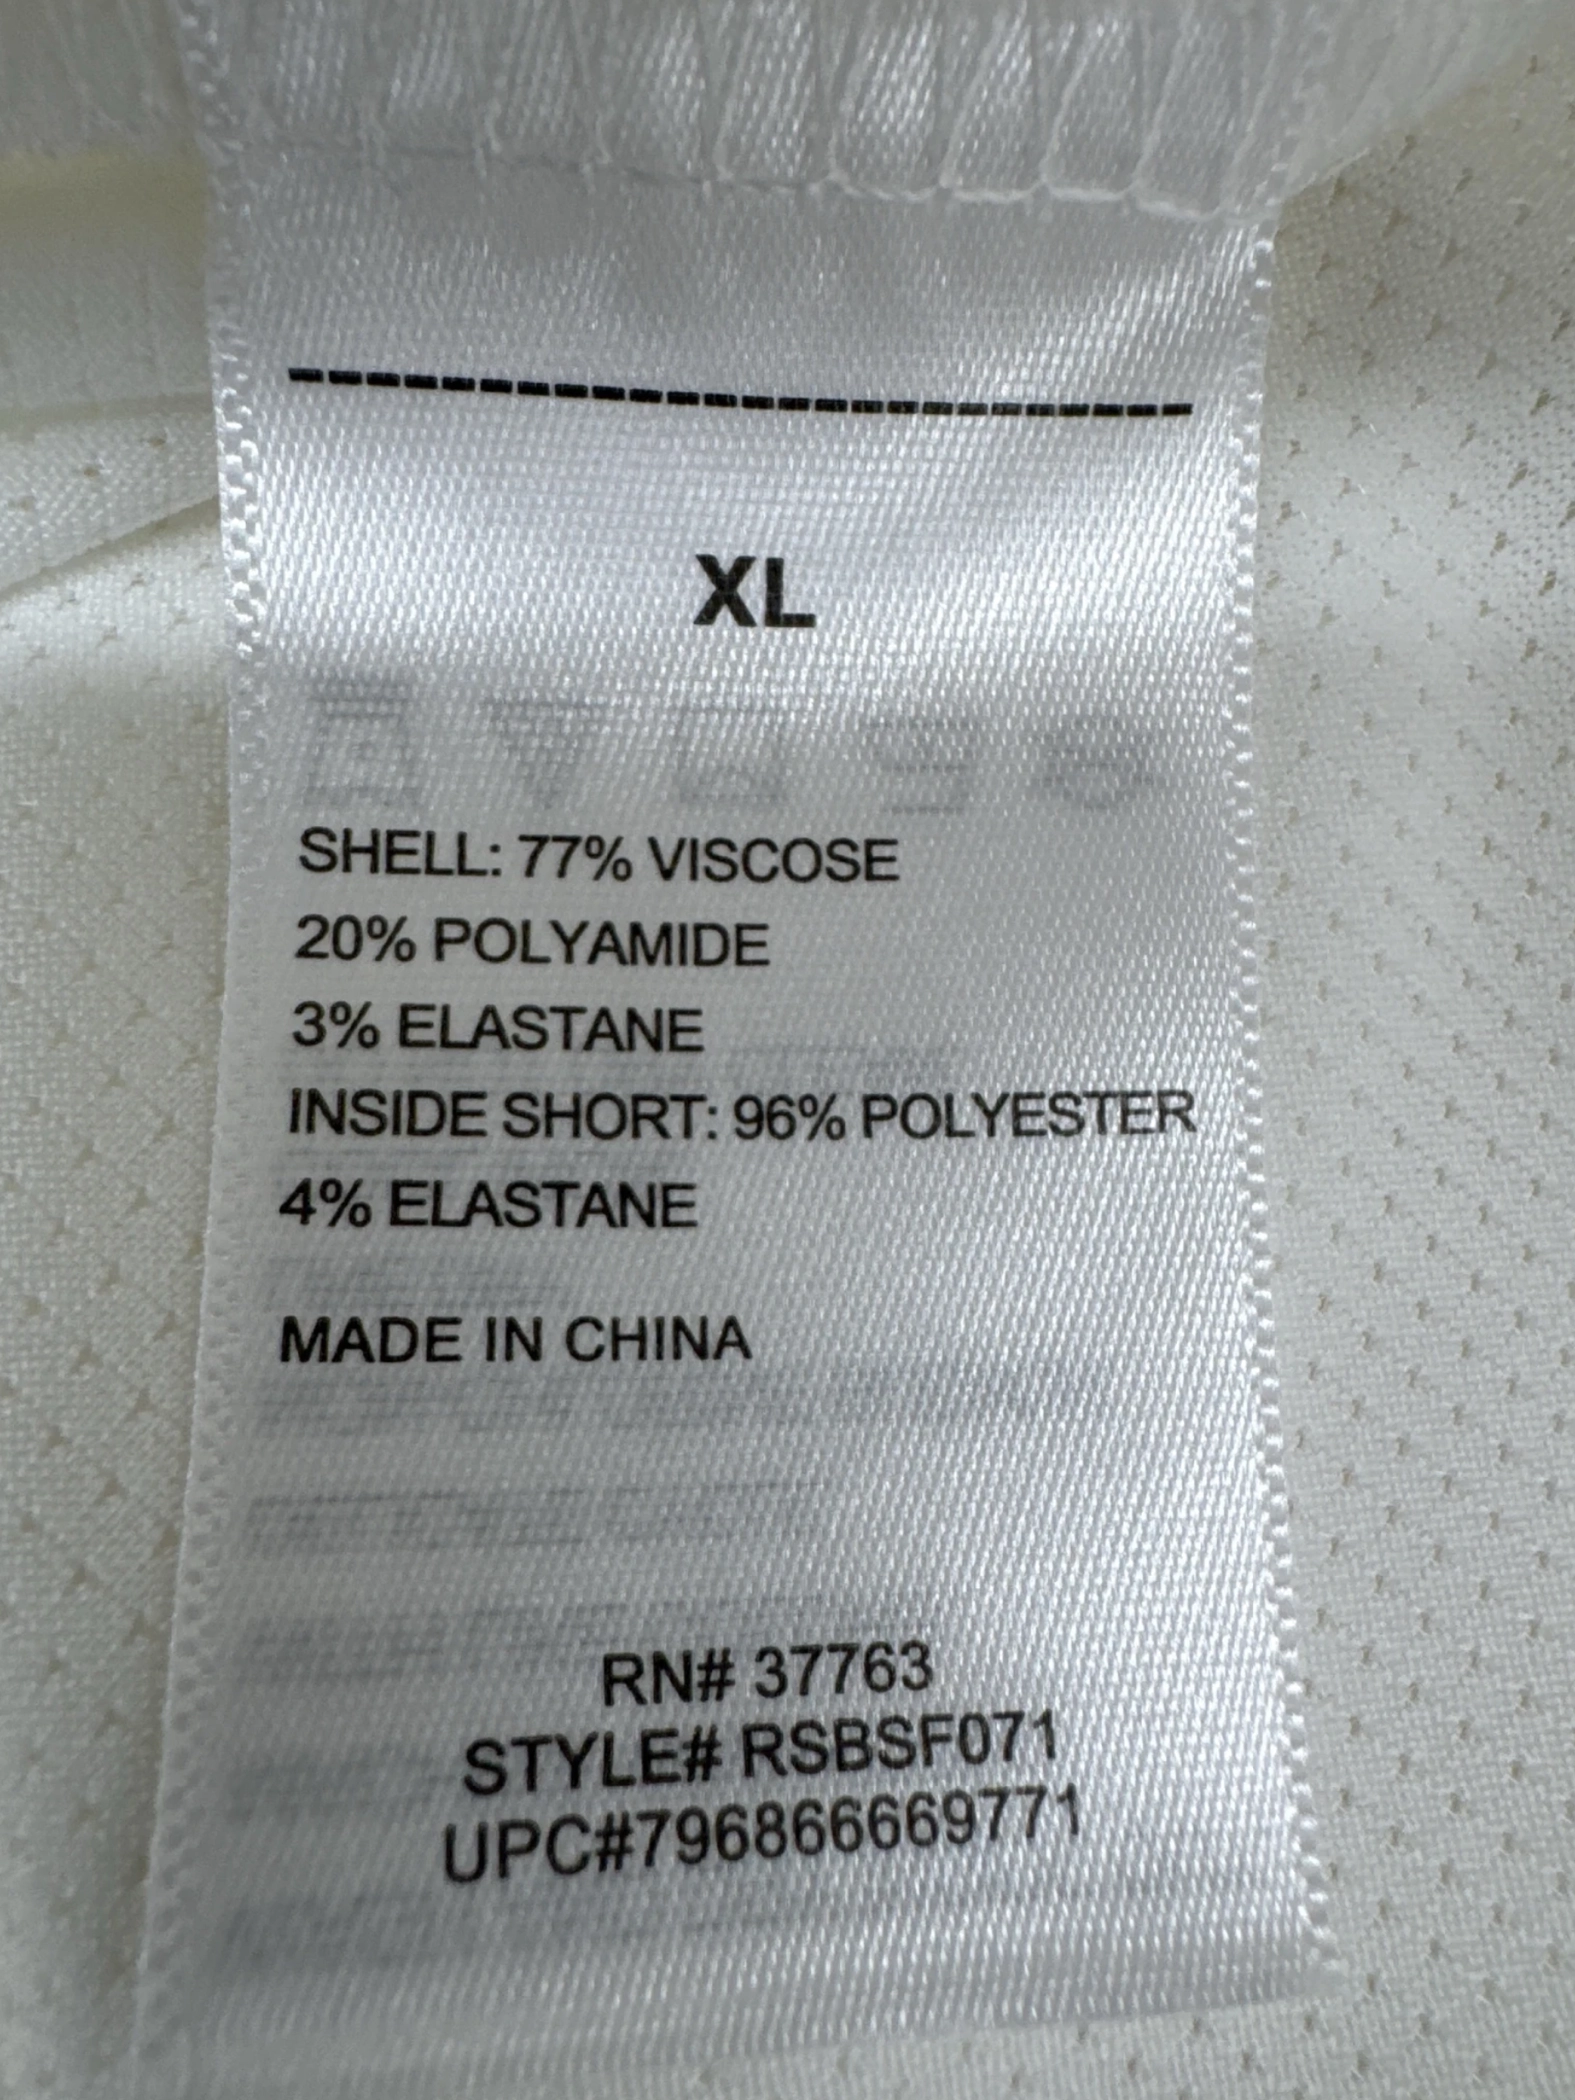 XL
SHELL: 77% VISCOSE
20% POLYAMIDE
3% ELASTANE
INSIDE SHORT: 96% POLYESTER
4% ELASTANE
MADE IN CHINA
RN# 37763
STYLE# RSBSF071
UPC#796866669771